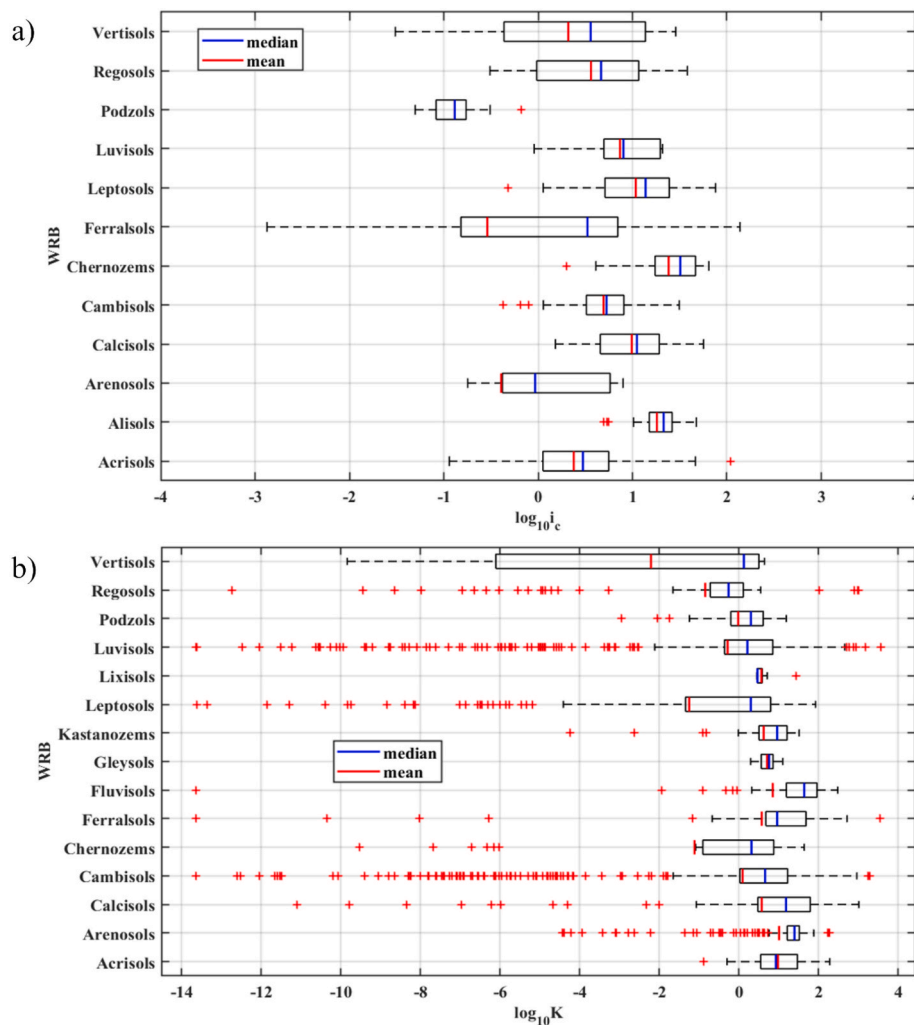 a)
Vertisols
median
mean
Regosols
Podzols
Luvisols
Leptosols
WRB
Ferralsols
Chernozems
Cambisols
Calcisols
Arenosols
Alisols
Acrisols
-4 -3 -2 -1 0 1 2 3 4
log10ic
b)
Vertisols
Regosols
Podzols
Luvisols
Lixisols
Leptosols
Kastanozems
WRB
median
mean
Gleysols
Fluvisols
Ferralsols
Chernozems
Cambisols
Calcisols
Arenosols
Acrisols
-14 -12 -10 -8 -6 -4 -2 0 2 4
log10K